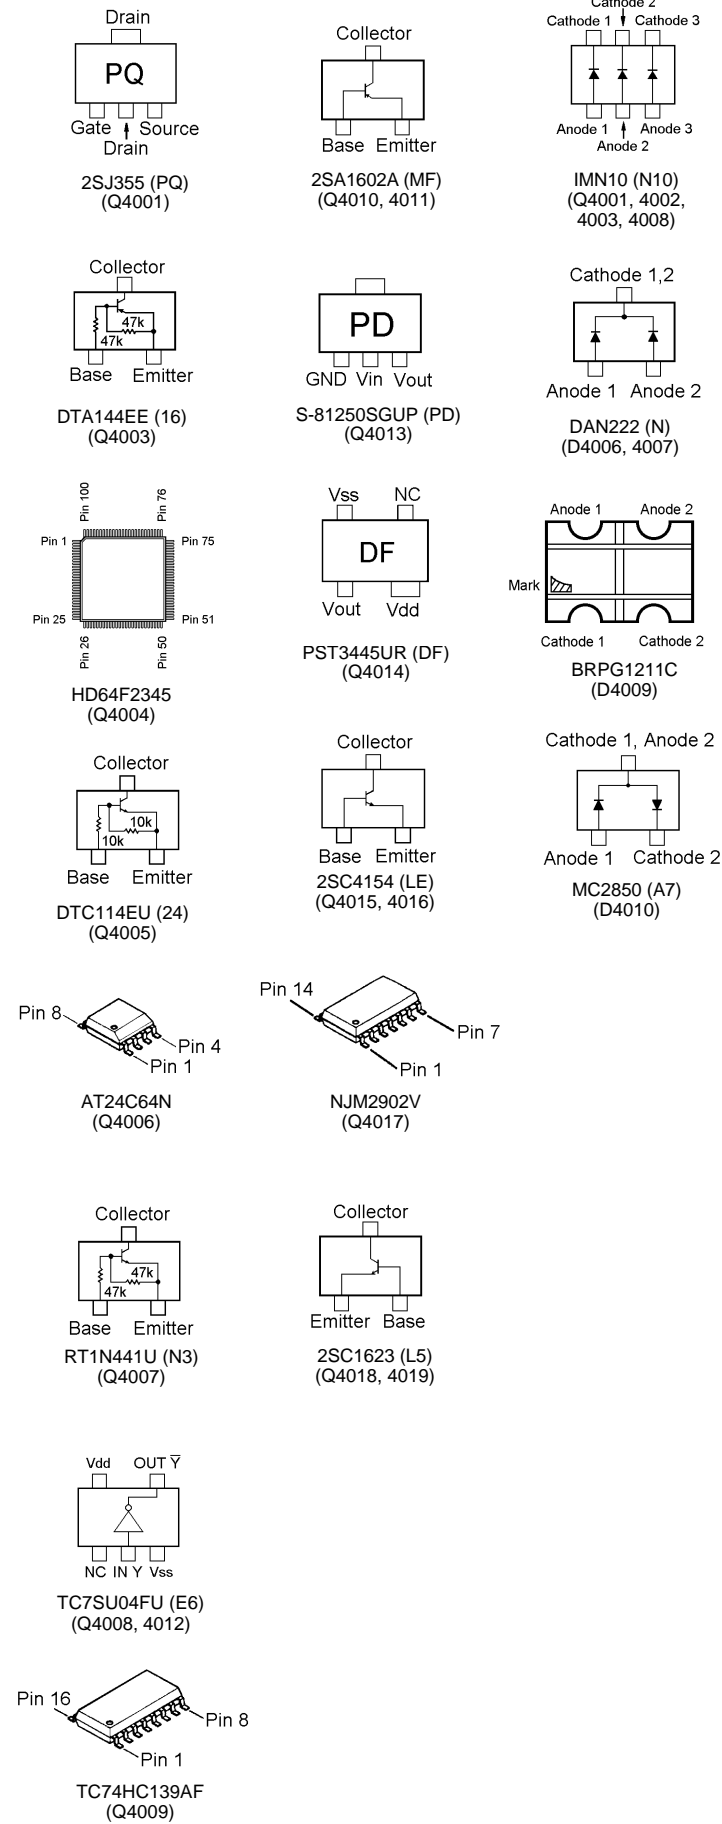 Drain
PQ
Gate
Source
Drain
2SJ355 (PQ)
(Q4001)
Collector
Base
Emitter
2SA1602A (MF)
(Q4010, 4011)
Cathode 2
Cathode 1
Cathode 3
Anode 1
Anode 3
Anode 2
IMN10 (N10)
(Q4001, 4002,
4003, 4008)
Collector
47k
47k
Base
Emitter
DTA144EE (16)
(Q4003)
PD
GND
Vin
Vout
S-81250SGUP (PD)
(Q4013)
Cathode 1,2
Anode 1
Anode 2
DAN222 (N)
(D4006, 4007)
Pin 100
Pin 76
Pin 1
Pin 75
Pin 25
Pin 51
Pin 26
Pin 50
HD64F2345
(Q4004)
Vss
NC
DF
Vout
Vdd
PST3445UR (DF)
(Q4014)
Anode 1
Anode 2
Mark
Cathode 1
Cathode 2
BRPG1211C
(D4009)
Collector
10k
10k
Base
Emitter
DTC114EU (24)
(Q4005)
Collector
Base
Emitter
2SC4154 (LE)
(Q4015, 4016)
Cathode 1, Anode 2
Anode 1
Cathode 2
MC2850 (A7)
(D4010)
Pin 8
Pin 4
Pin 1
AT24C64N
(Q4006)
Pin 14
Pin 7
Pin 1
NJM2902V
(Q4017)
Collector
47k
47k
Base
Emitter
RT1N441U (N3)
(Q4007)
Collector
Emitter
Base
2SC1623 (L5)
(Q4018, 4019)
Vdd
OUT Y̅
NC
IN Y
Vss
TC7SU04FU (E6)
(Q4008, 4012)
Pin 16
Pin 8
Pin 1
TC74HC139AF
(Q4009)